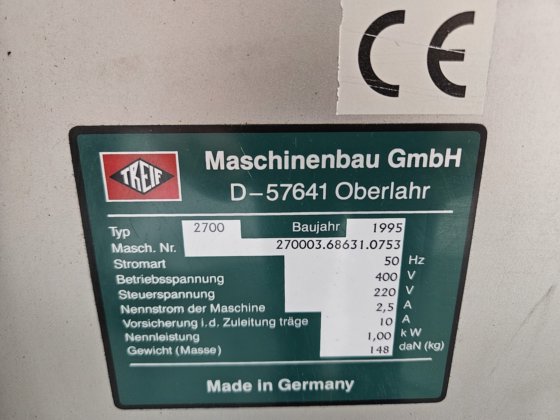 CE
TREIF
Maschinenbau GmbH
D-57641 Oberlahr
Typ 2700 Baujahr 1995
Masch. Nr. 270003.68631.0753
Stromart 50 Hz
Betriebsspannung 400 V
Steuerspannung 220 V
Nennstrom der Maschine 2,5 A
Vorsicherung i.d. Zuleitung träge 10 A
Nennleistung 1,00 kW
Gewicht (Masse) 148 daN (kg)
Made in Germany